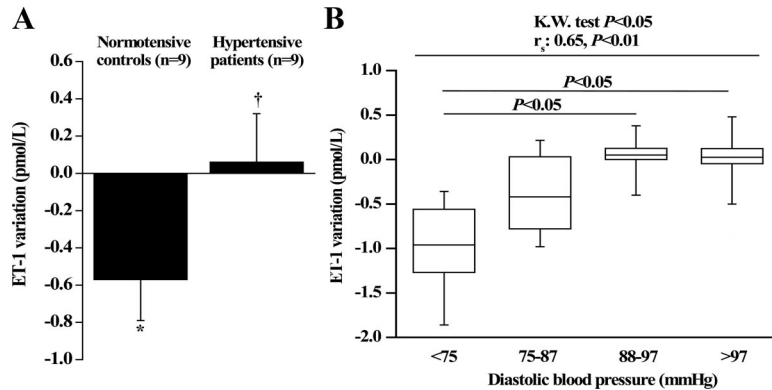 A
Normotensive
controls (n=9)
Hypertensive
patients (n=9)
ET-1 variation (pmol/L)
0.6
0.4
0.2
0.0
-0.2
-0.4
-0.6
-0.8
-1.0
†
*
B
K.W. test P<0.05
rs: 0.65, P<0.01
P<0.05
P<0.05
ET-1 variation (pmol/L)
1.0
0.5
0.0
-0.5
-1.0
-1.5
-2.0
<75
75-87
88-97
>97
Diastolic blood pressure (mmHg)